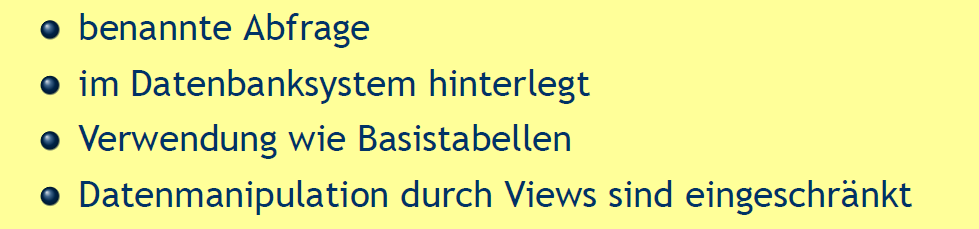 benannte Abfrage
im Datenbanksystem hinterlegt
Verwendung wie Basistabellen
Datenmanipulation durch Views sind eingeschränkt